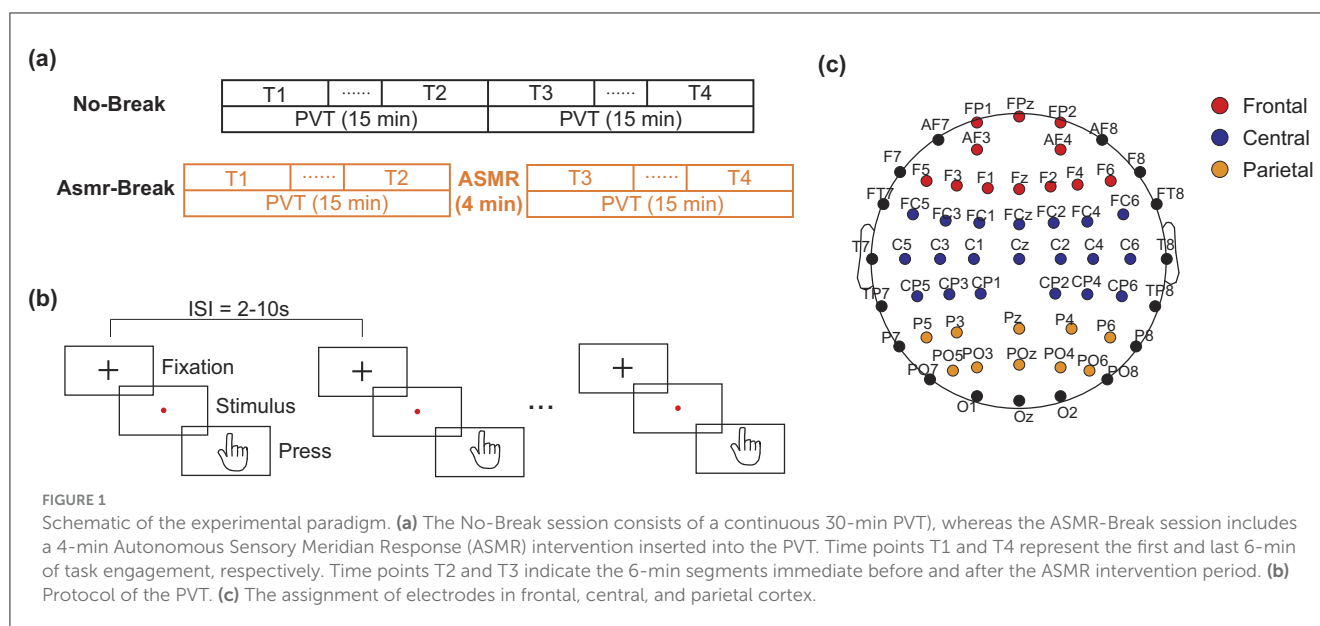 (a)
No-Break
T1 ...... T2 T3 ...... T4
PVT (15 min) PVT (15 min)
Asmr-Break
T1 ...... T2 ASMR T3 ...... T4
PVT (15 min) (4 min) PVT (15 min)
(b)
ISI = 2-10s
Fixation
Stimulus
Press
...
(c)
Frontal
Central
Parietal
FP1 FPz FP2
AF7 AF3 AF4 AF8
F7 F5 F3 F1 Fz F2 F4 F6 F8
FT7 FC5 FC3 FC1 FCz FC2 FC4 FC6 FT8
T7 C5 C3 C1 Cz C2 C4 C6 T8
TP7 CP5 CP3 CP1 CP2 CP4 CP6 TP8
P7 P5 P3 Pz P4 P6 P8
PO7 PO5 PO3 POz PO4 PO6 PO8
O1 Oz O2
FIGURE 1
Schematic of the experimental paradigm. (a) The No-Break session consists of a continuous 30-min PVT), whereas the ASMR-Break session includes
a 4-min Autonomous Sensory Meridian Response (ASMR) intervention inserted into the PVT. Time points T1 and T4 represent the first and last 6-min
of task engagement, respectively. Time points T2 and T3 indicate the 6-min segments immediate before and after the ASMR intervention period. (b)
Protocol of the PVT. (c) The assignment of electrodes in frontal, central, and parietal cortex.